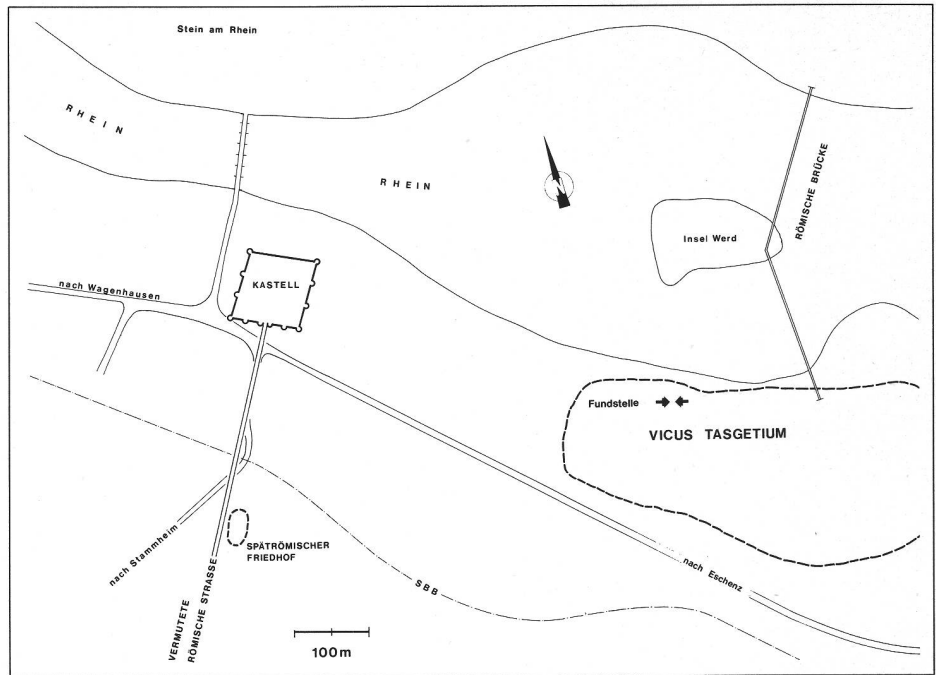 Stein am Rhein
RHEIN
RHEIN
RÖMISCHE BRÜCKE
Insel Werd
KASTELL
nach Wagenhausen
Fundstelle
VICUS TASGETIUM
nach Stammheim
SPÄTRÖMISCHER
FRIEDHOF
VERMUTETE
RÖMISCHE STRASSE
SBB
nach Eschenz
100m